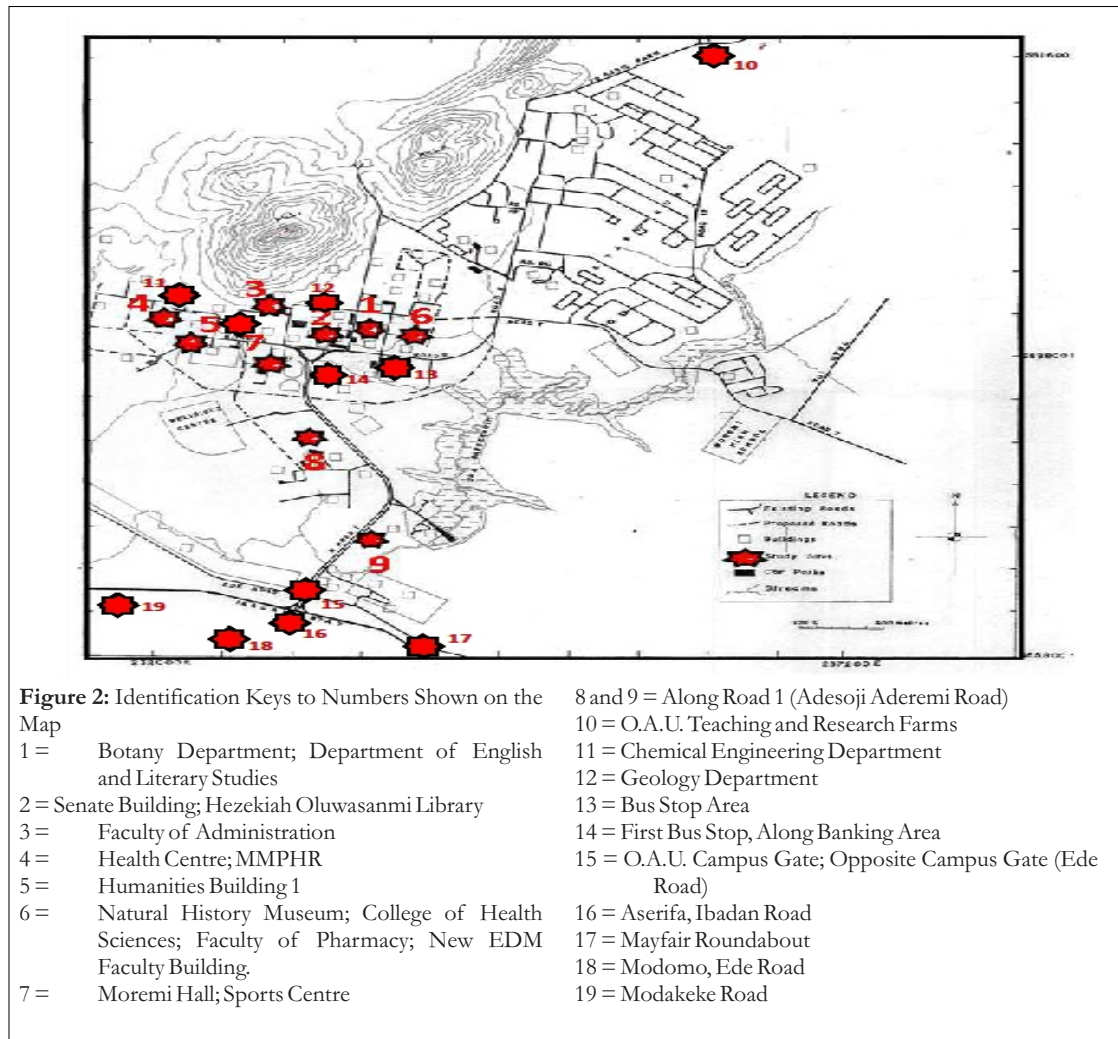 10
11
3
12
1
4
5
2
6
7
14
13
8
9
15
19
16
18
17
LEGEND
Existing Roads
Proposed Roads
Buildings
Study Sites
Car Parks
Streams
N
Figure 2: Identification Keys to Numbers Shown on the
Map
1 = Botany Department; Department of English
and Literary Studies
2 = Senate Building; Hezekiah Oluwasanmi Library
3 = Faculty of Administration
4 = Health Centre; MMPHR
5 = Humanities Building 1
6 = Natural History Museum; College of Health
Sciences; Faculty of Pharmacy; New EDM
Faculty Building.
7 = Moremi Hall; Sports Centre
8 and 9 = Along Road 1 (Adesoji Aderemi Road)
10 = O.A.U. Teaching and Research Farms
11 = Chemical Engineering Department
12 = Geology Department
13 = Bus Stop Area
14 = First Bus Stop, Along Banking Area
15 = O.A.U. Campus Gate; Opposite Campus Gate (Ede
Road)
16 = Aserifa, Ibadan Road
17 = Mayfair Roundabout
18 = Modomo, Ede Road
19 = Modakeke Road